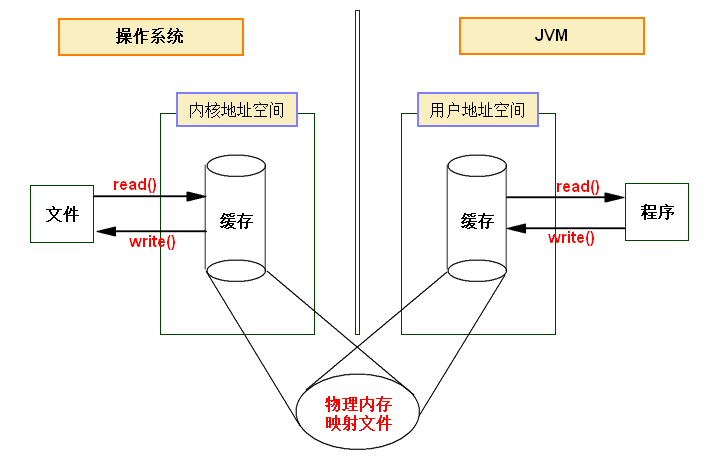 操作系统
JVM
内核地址空间
用户地址空间
read()
文件
缓存
write()
read()
缓存
程序
write()
物理内存
映射文件